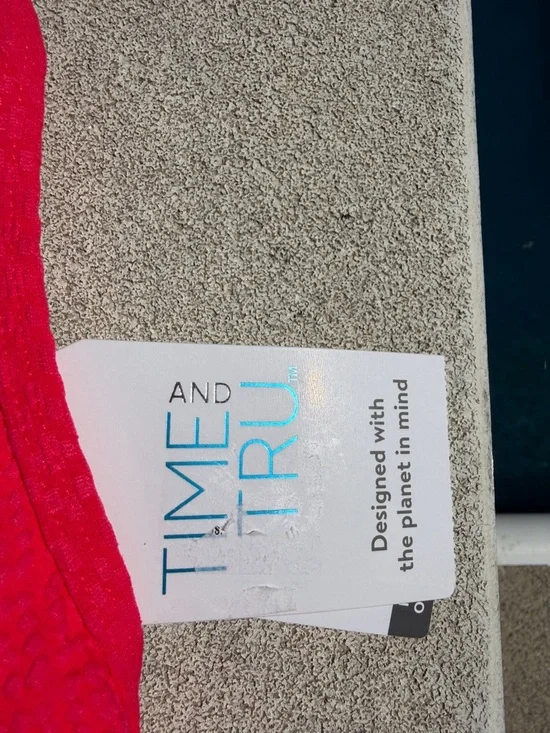 TIME AND
TRU™
Designed with
the planet in mind